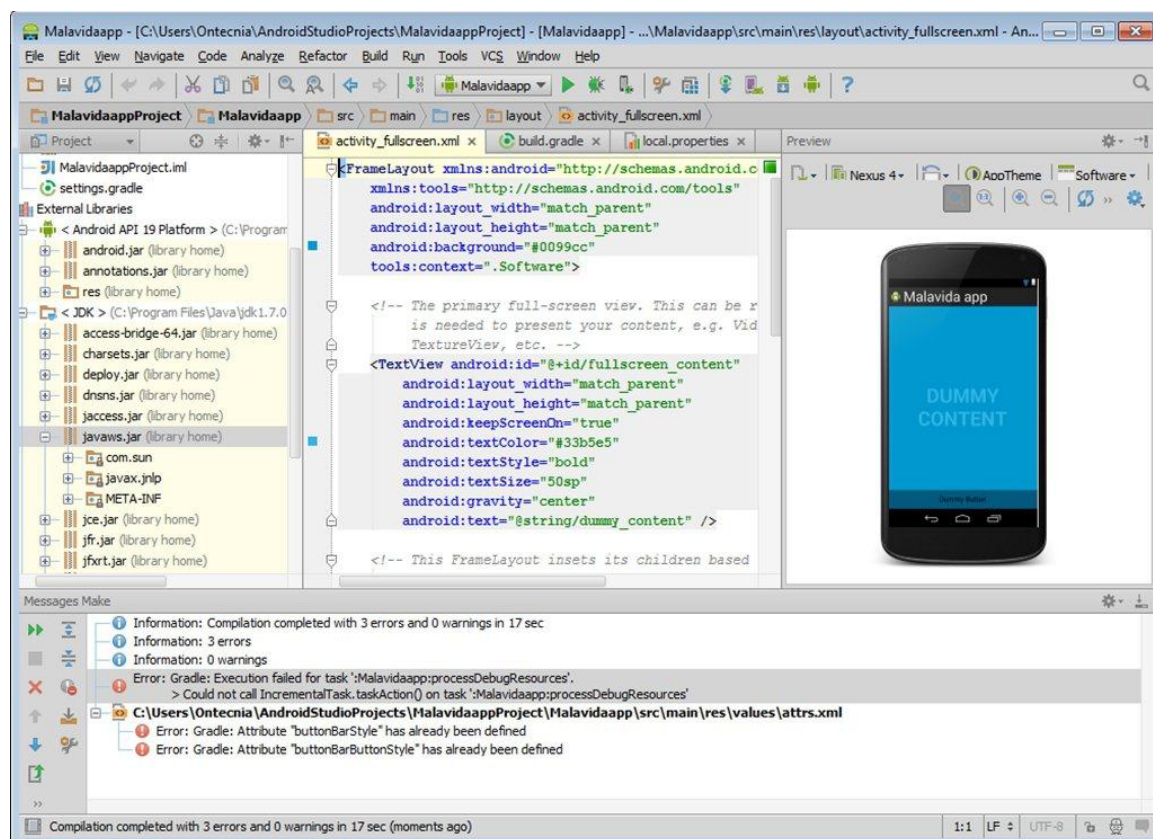 Malavidaapp - [C:\Users\Ontecnia\AndroidStudioProjects\MalavidaappProject] - [Malavidaapp] - ...\Malavidaapp\src\main\res\layout\activity_fullscreen.xml - An...
File Edit View Navigate Code Analyze Refactor Build Run Tools VCS Window Help
Malavidaapp
MalavidaappProject Malavidaapp src main res layout activity_fullscreen.xml
Project
MalavidaappProject.iml
settings.gradle
External Libraries
< Android API 19 Platform > (C:\Program
android.jar (library home)
annotations.jar (library home)
res (library home)
< JDK > (C:\Program Files\Java\jdk1.7.0
access-bridge-64.jar (library home)
charsets.jar (library home)
deploy.jar (library home)
dnsns.jar (library home)
jaccess.jar (library home)
javaws.jar (library home)
com.sun
javax.jnlp
META-INF
jce.jar (library home)
jfr.jar (library home)
jfxrt.jar (library home)
activity_fullscreen.xml build.gradle local.properties
<FrameLayout xmlns:android="http://schemas.android.c
xmlns:tools="http://schemas.android.com/tools"
android:layout_width="match_parent"
android:layout_height="match_parent"
android:background="#0099cc"
tools:context=".Software">
<!-- The primary full-screen view. This can be r
is needed to present your content, e.g. Vid
TextureView, etc. -->
<TextView android:id="@+id/fullscreen_content"
android:layout_width="match_parent"
android:layout_height="match_parent"
android:keepScreenOn="true"
android:textColor="#33b5e5"
android:textStyle="bold"
android:textSize="50sp"
android:gravity="center"
android:text="@string/dummy_content" />
<!-- This FrameLayout insets its children based
Preview
Nexus 4 AppTheme Software
Malavida app
DUMMY
CONTENT
Dummy Button
Messages Make
Information: Compilation completed with 3 errors and 0 warnings in 17 sec
Information: 3 errors
Information: 0 warnings
Error: Gradle: Execution failed for task ':Malavidaapp:processDebugResources'.
> Could not call IncrementalTask.taskAction() on task ':Malavidaapp:processDebugResources'
C:\Users\Ontecnia\AndroidStudioProjects\MalavidaappProject\Malavidaapp\src\main\res\values\attrs.xml
Error: Gradle: Attribute "buttonBarStyle" has already been defined
Error: Gradle: Attribute "buttonBarButtonStyle" has already been defined
Compilation completed with 3 errors and 0 warnings in 17 sec (moments ago) 1:1 LF UTF-8